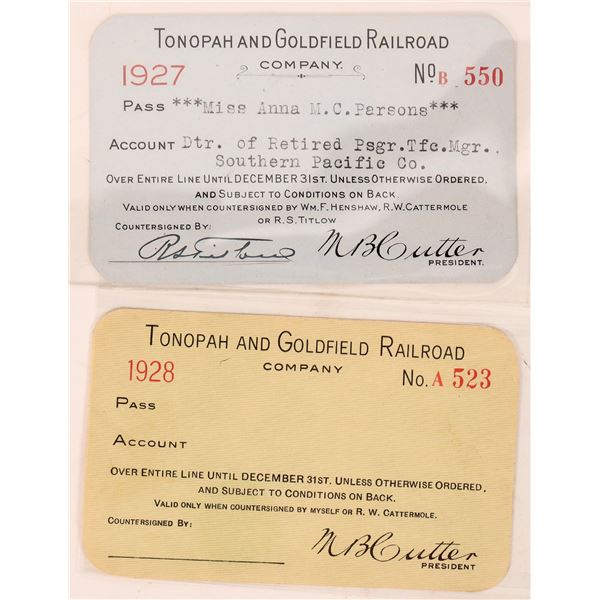 TONOPAH AND GOLDFIELD RAILROAD
COMPANY.
1927 No. B 550
PASS ***Miss Anna M.C. Parsons***
ACCOUNT Dtr. of Retired Psgr.Tfc.Mgr.,
Southern Pacific Co.
OVER ENTIRE LINE UNTIL DECEMBER 31ST. UNLESS OTHERWISE ORDERED.
AND SUBJECT TO CONDITIONS ON BACK.
VALID ONLY WHEN COUNTERSIGNED BY WM. F. HENSHAW, R.W. CATTERMOLE
OR R.S. TITLOW
COUNTERSIGNED BY:
RSTitlow MBCutter
PRESIDENT.
TONOPAH AND GOLDFIELD RAILROAD
COMPANY
1928 No. A 523
PASS
ACCOUNT
OVER ENTIRE LINE UNTIL DECEMBER 31ST. UNLESS OTHERWISE ORDERED,
AND SUBJECT TO CONDITIONS ON BACK.
VALID ONLY WHEN COUNTERSIGNED BY MYSELF OR R. W. CATTERMOLE.
COUNTERSIGNED BY:
MBCutter
PRESIDENT